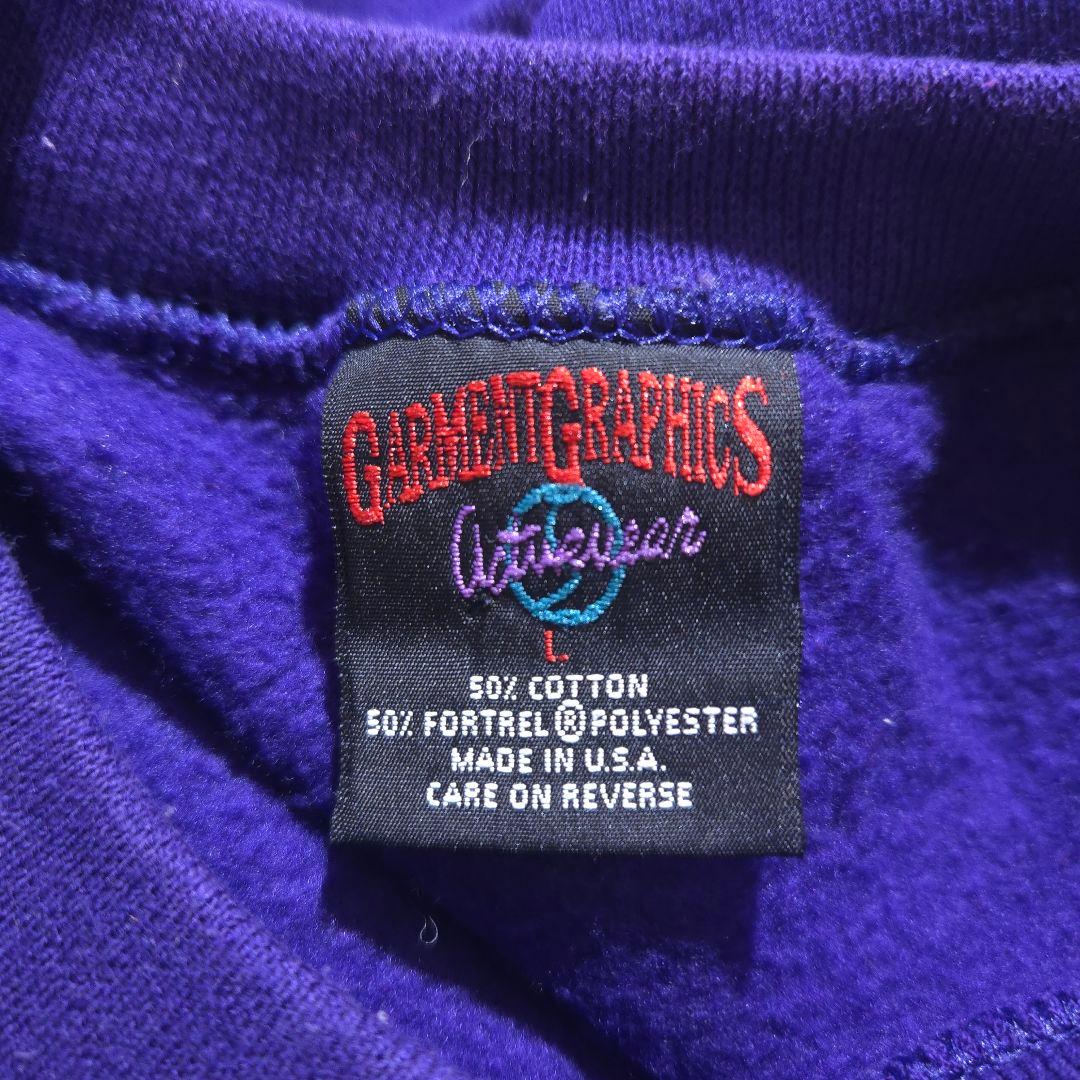 GARMENTGRAPHICS
Activewear
L
50% COTTON
50% FORTREL®POLYESTER
MADE IN U.S.A.
CARE ON REVERSE